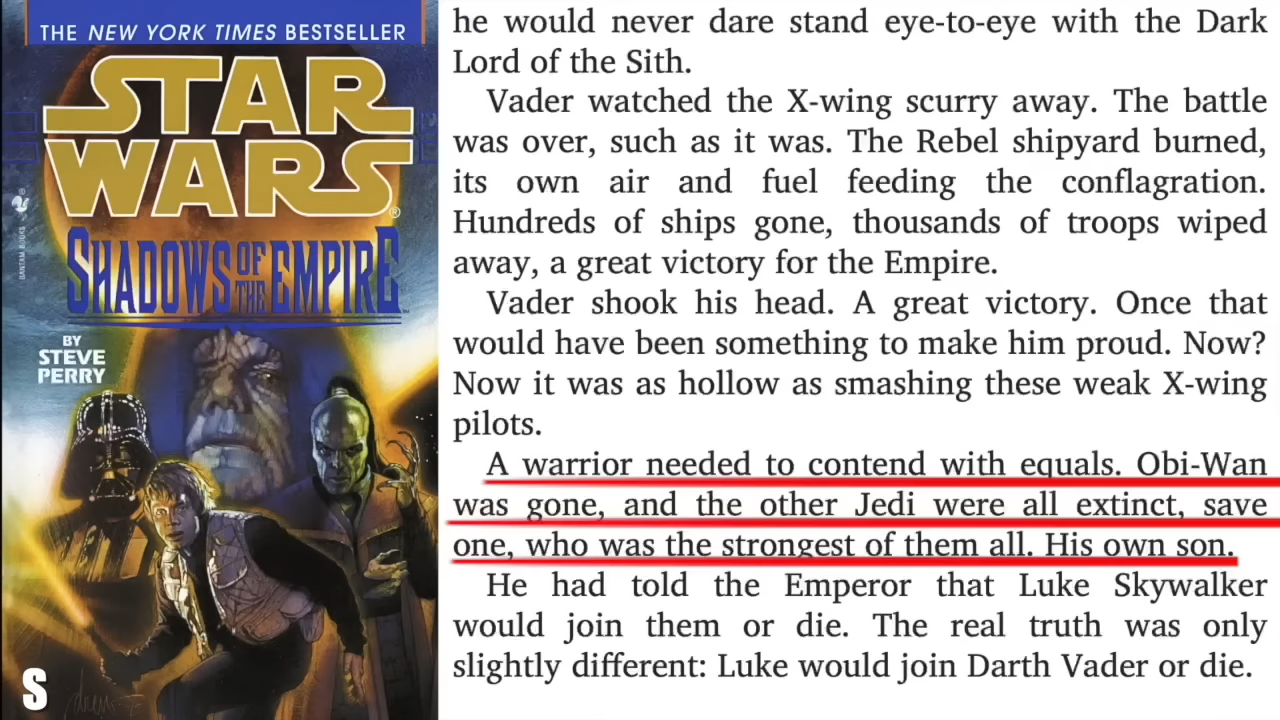 THE NEW YORK TIMES BESTSELLER
STAR
WARS
®
SHADOWS OF THE EMPIRE
™
BY
STEVE
PERRY
BANTAM BOOKS
S
he would never dare stand eye-to-eye with the Dark
Lord of the Sith.
Vader watched the X-wing scurry away. The battle
was over, such as it was. The Rebel shipyard burned,
its own air and fuel feeding the conflagration.
Hundreds of ships gone, thousands of troops wiped
away, a great victory for the Empire.
Vader shook his head. A great victory. Once that
would have been something to make him proud. Now?
Now it was as hollow as smashing these weak X-wing
pilots.
A warrior needed to contend with equals. Obi-Wan
was gone, and the other Jedi were all extinct, save
one, who was the strongest of them all. His own son.
He had told the Emperor that Luke Skywalker
would join them or die. The real truth was only
slightly different: Luke would join Darth Vader or die.